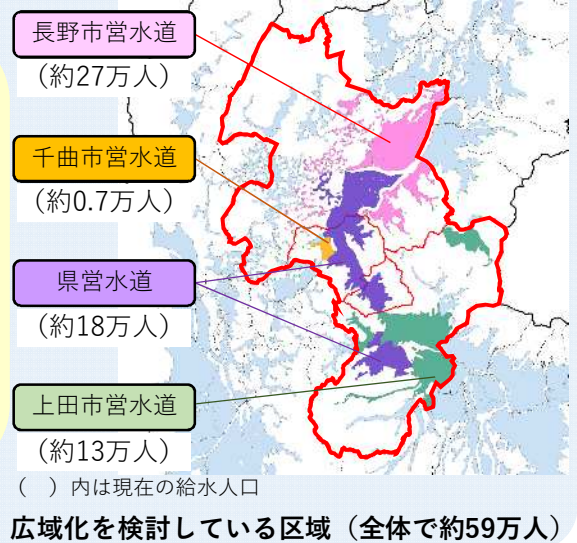 長野市営水道
（約27万人）
千曲市営水道
（約0.7万人）
県営水道
（約18万人）
上田市営水道
（約13万人）
（　）内は現在の給水人口
広域化を検討している区域（全体で約59万人）